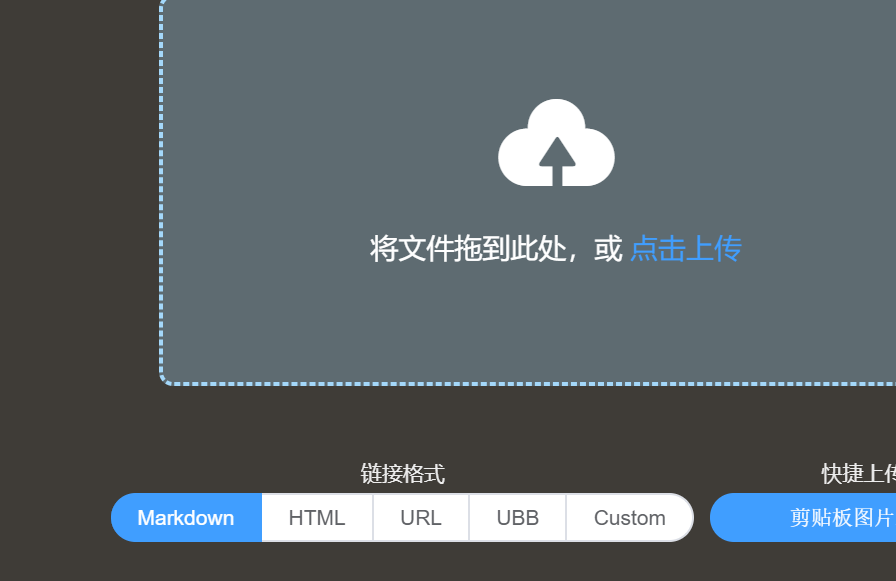 将文件拖到此处，或 点击上传
链接格式
快捷上传
Markdown
HTML
URL
UBB
Custom
剪贴板图片